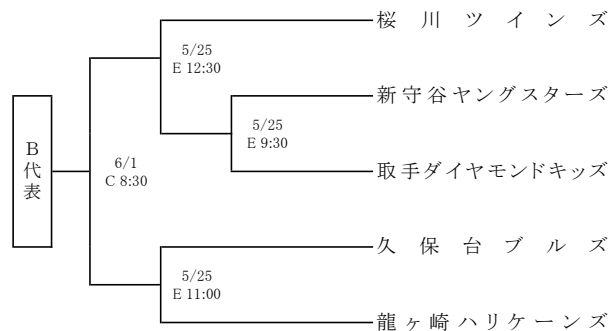 桜川ツインズ
5/25
E 12:30
新守谷ヤングスターズ
5/25
E 9:30
B代表
6/1
C 8:30
取手ダイヤモンドキッズ
久保台ブルズ
5/25
E 11:00
龍ヶ崎ハリケーンズ